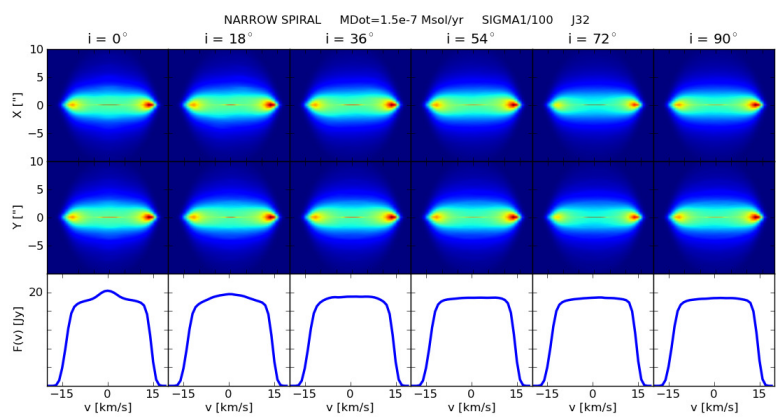 NARROW SPIRAL MDot=1.5e-7 Msol/yr SIGMA1/100 J32
i = 0° i = 18° i = 36° i = 54° i = 72° i = 90°
10
5
X ["] 0
−5
10
5
Y ["] 0
−5
20
F(v) [Jy]
−15 0 15 −15 0 15 −15 0 15 −15 0 15 −15 0 15 −15 0 15
v [km/s] v [km/s] v [km/s] v [km/s] v [km/s] v [km/s]